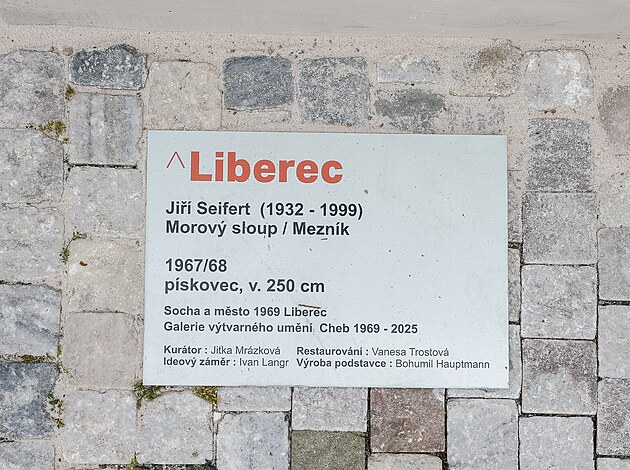 ^Liberec
Jiří Seifert (1932 - 1999)
Morový sloup / Mezník
1967/68
pískovec, v. 250 cm
Socha a město 1969 Liberec
Galerie výtvarného umění Cheb 1969 - 2025
Kurátor : Jiťka Mrázková Restaurování : Vanesa Trostová
Ideový záměr : Ivan Langr Výroba podstavce : Bohumil Hauptmann